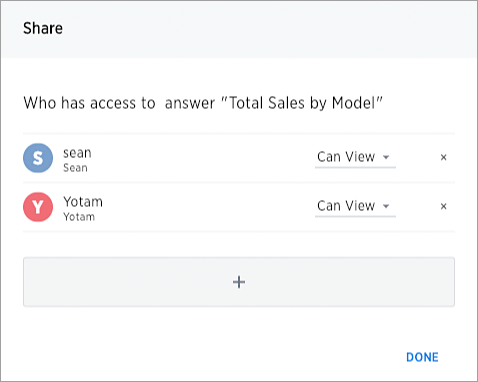 Share
Who has access to answer "Total Sales by Model"
S sean Can View ×
Sean
Y Yotam Can View ×
Yotam
+
DONE